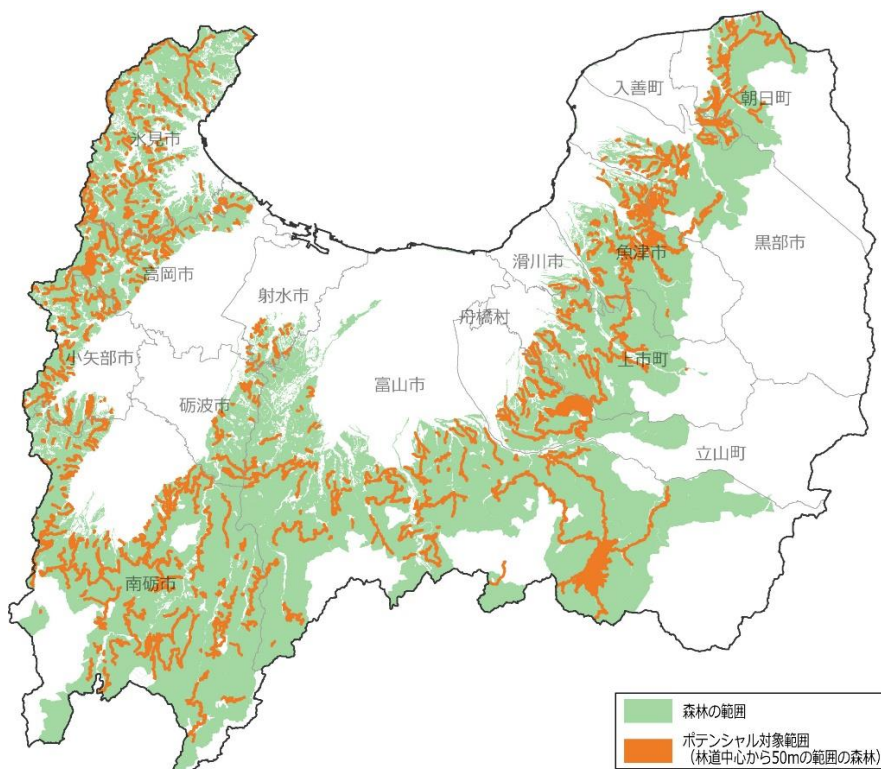 入善町
朝日町
氷見市
黒部市
魚津市
滑川市
高岡市
射水市
舟橋村
上市町
小矢部市
富山市
砺波市
立山町
南砺市
森林の範囲
ポテンシャル対象範囲
（林道中心から50mの範囲の森林）